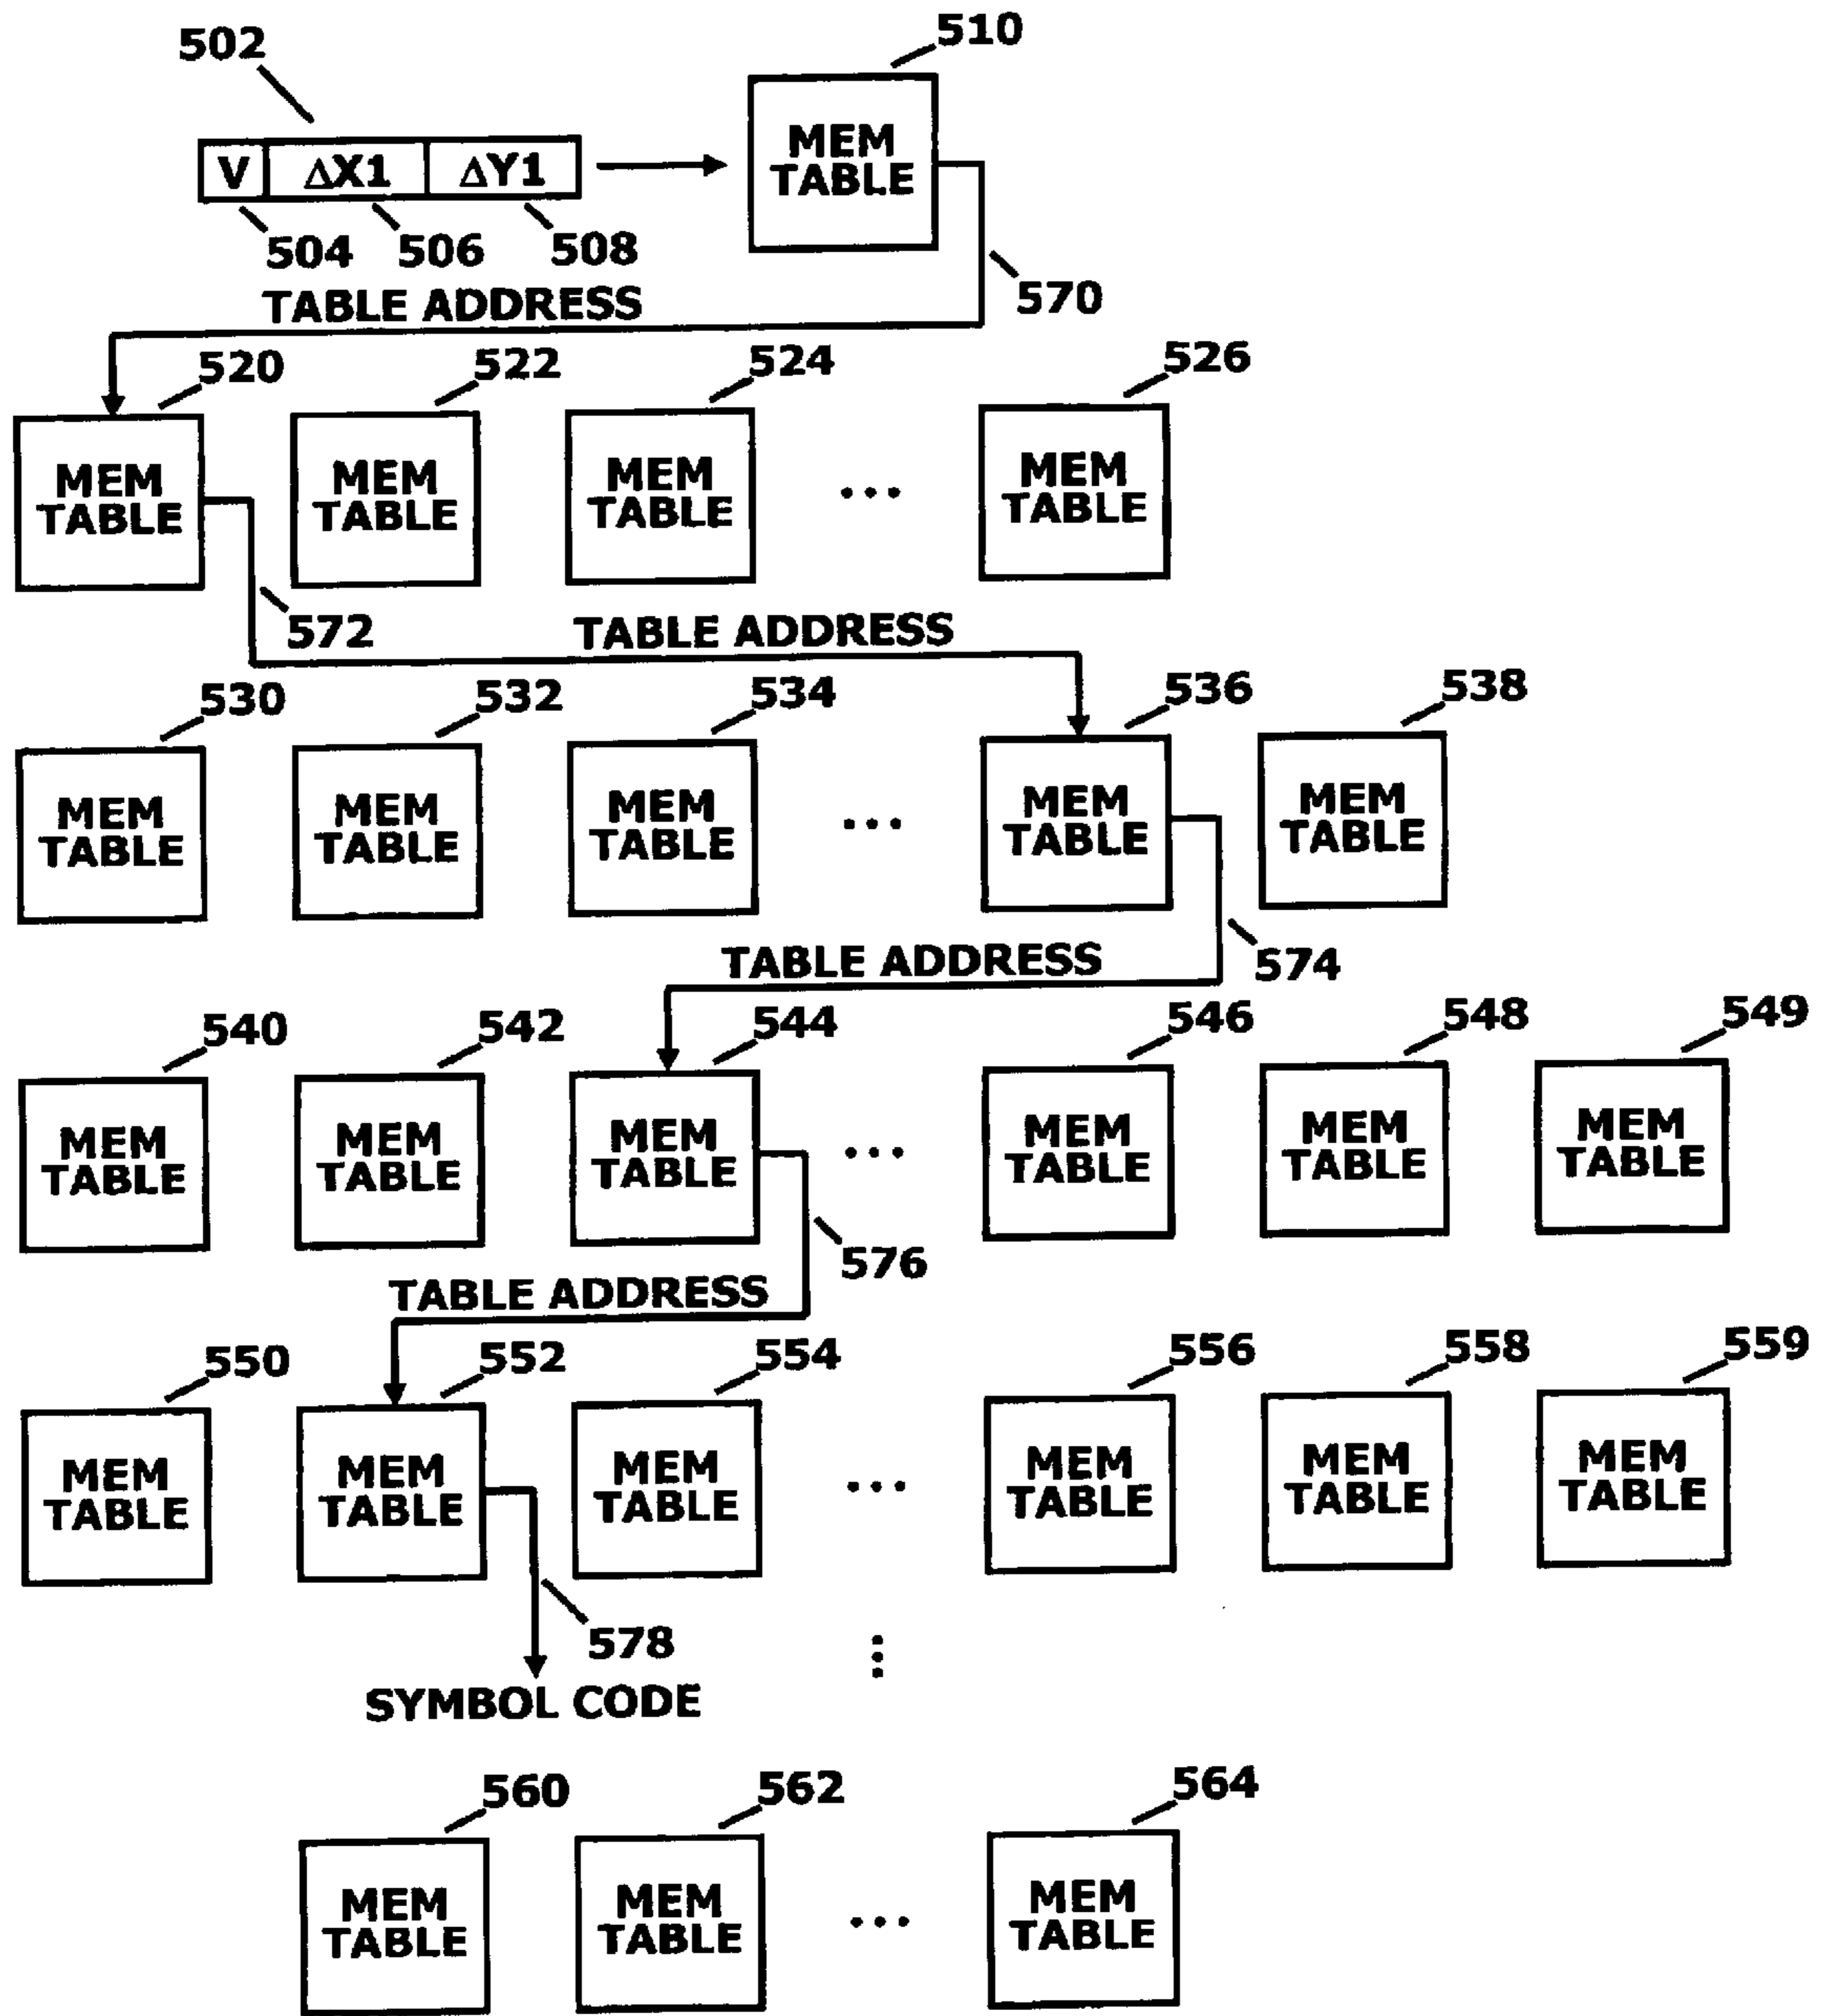 502
510
V ΔX1 ΔY1
MEM
TABLE
504 506 508
570
TABLE ADDRESS
520 522 524 526
MEM
TABLE
MEM
TABLE
MEM
TABLE
...
MEM
TABLE
572
TABLE ADDRESS
530 532 534 536 538
MEM
TABLE
MEM
TABLE
MEM
TABLE
...
MEM
TABLE
MEM
TABLE
574
TABLE ADDRESS
540 542 544 546 548 549
MEM
TABLE
MEM
TABLE
MEM
TABLE
...
MEM
TABLE
MEM
TABLE
MEM
TABLE
576
TABLE ADDRESS
550 552 554 556 558 559
MEM
TABLE
MEM
TABLE
MEM
TABLE
...
MEM
TABLE
MEM
TABLE
MEM
TABLE
578
SYMBOL CODE
560 562 564
MEM
TABLE
MEM
TABLE
...
MEM
TABLE